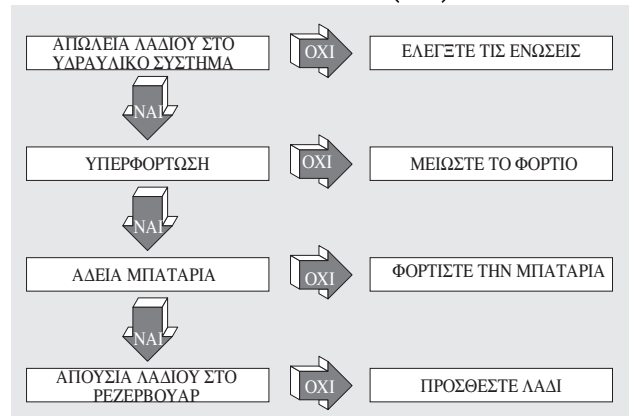 ΑΠΩΛΕΙΑ ΛΑΔΙΟΥ ΣΤΟ
ΥΔΡΑΥΛΙΚΟ ΣΥΣΤΗΜΑ
ΟΧΙ
ΕΛΕΓΞΤΕ ΤΙΣ ΕΝΩΣΕΙΣ
ΝΑΙ
ΥΠΕΡΦΟΡΤΩΣΗ
ΟΧΙ
ΜΕΙΩΣΤΕ ΤΟ ΦΟΡΤΙΟ
ΝΑΙ
ΑΔΕΙΑ ΜΠΑΤΑΡΙΑ
ΟΧΙ
ΦΟΡΤΙΣΤΕ ΤΗΝ ΜΠΑΤΑΡΙΑ
ΝΑΙ
ΑΠΟΥΣΙΑ ΛΑΔΙΟΥ ΣΤΟ
ΡΕΖΕΡΒΟΥΑΡ
ΟΧΙ
ΠΡΟΣΘΕΣΤΕ ΛΑΔΙ